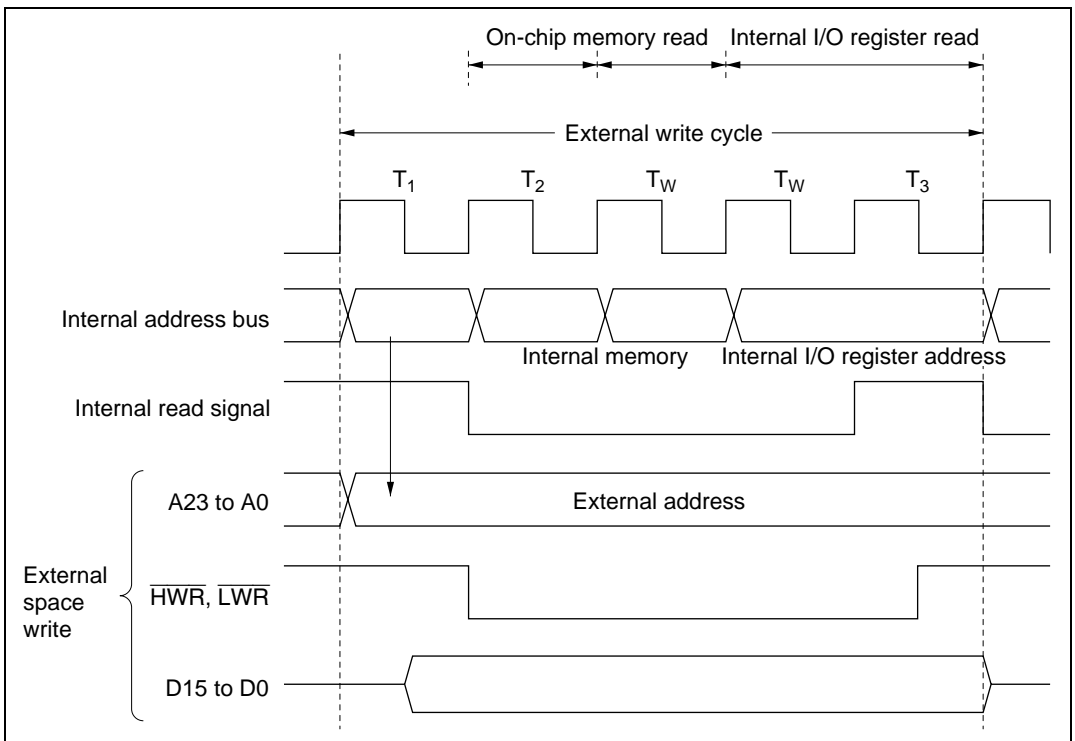 On-chip memory read Internal I/O register read
External write cycle
T1 T2 TW TW T3
Internal address bus
Internal memory Internal I/O register address
Internal read signal
A23 to A0 External address
External
space
write
HWR, LWR
D15 to D0